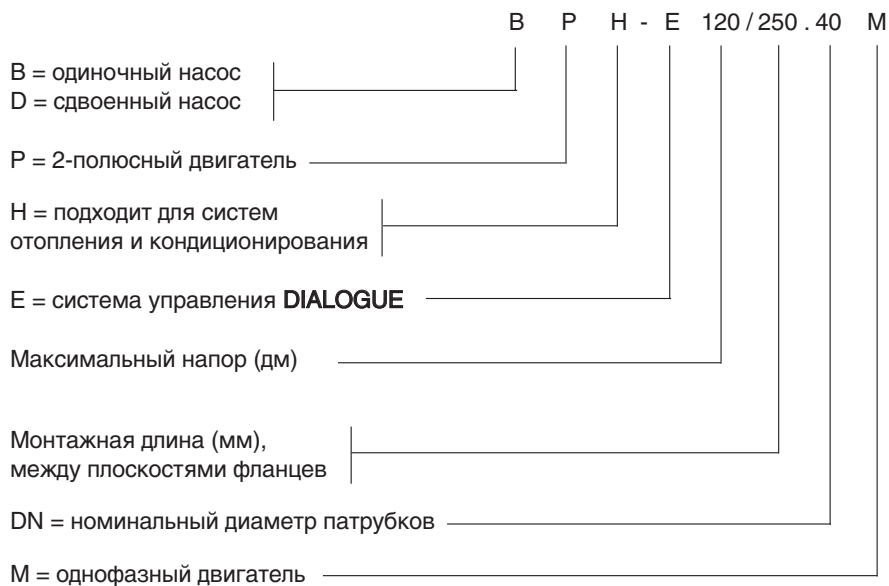 B P H - E 120 / 250 . 40 M
B = одиночный насос
D = сдвоенный насос
P = 2-полюсный двигатель
H = подходит для систем
отопления и кондиционирования
E = система управления DIALOGUE
Максимальный напор (дм)
Монтажная длина (мм),
между плоскостями фланцев
DN = номинальный диаметр патрубков
M = однофазный двигатель